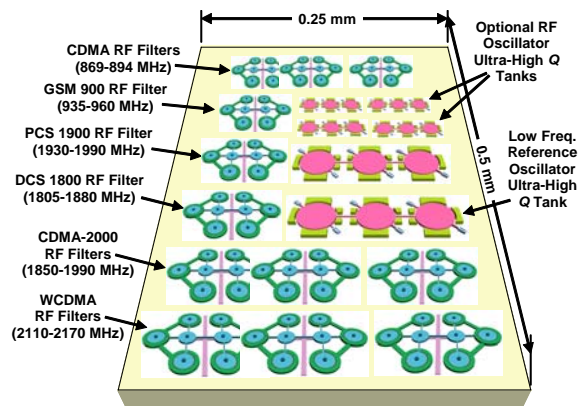 0.25 mm
CDMA RF Filters
(869-894 MHz)
GSM 900 RF Filter
(935-960 MHz)
PCS 1900 RF Filter
(1930-1990 MHz)
DCS 1800 RF Filter
(1805-1880 MHz)
CDMA-2000
RF Filters
(1850-1990 MHz)
WCDMA
RF Filters
(2110-2170 MHz)
Optional RF
Oscillator
Ultra-High Q
Tanks
0.5 mm
Low Freq.
Reference
Oscillator
Ultra-High
Q Tank